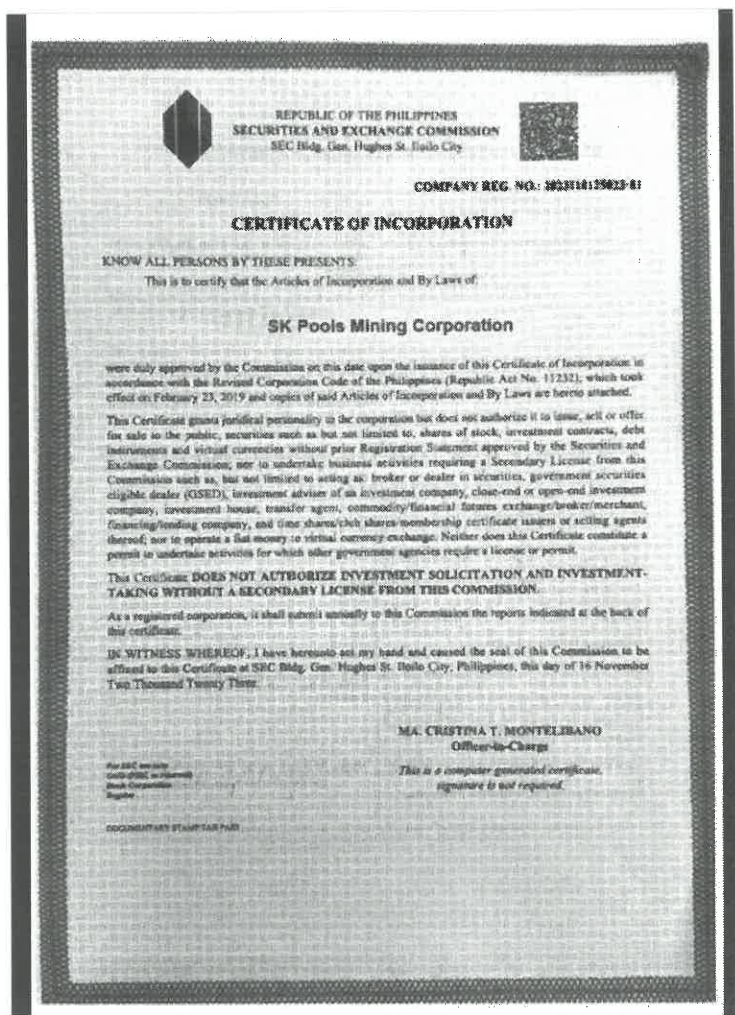 REPUBLIC OF THE PHILIPPINES
SECURITIES AND EXCHANGE COMMISSION
SEC Bldg. Gen. Hughes St. Iloilo City
COMPANY REG. NO.:
CERTIFICATE OF INCORPORATION
KNOW ALL PERSONS BY THESE PRESENTS:
This is to certify that the Articles of Incorporation and By Laws of:
SK Pools Mining Corporation
were duly approved by the Commission on this date upon the issuance of this Certificate of Incorporation in
accordance with the Revised Corporation Code of the Philippines (Republic Act No. 11232), which took
effect on February 23, 2019 and copies of said Articles of Incorporation and By Laws are hereto attached.
This Certificate grants juridical personality to the corporation but does not authorize it to issue, sell or offer
for sale to the public, securities such as but not limited to, shares of stock, investment contracts, debt
instruments and virtual currencies without prior Registration Statement approved by the Securities and
Exchange Commission; nor to undertake business activities requiring a Secondary License from this
Commission such as, but not limited to acting as: broker or dealer in securities, government securities
eligible dealer (GSED), investment adviser of an investment company, close-end or open-end investment
company, investment house, transfer agent, commodity/financial futures exchange/broker/merchant,
financing/lending company, and time shares/club shares/membership certificate issuers or selling agents
thereof; nor to operate a fiat money to virtual currency exchange. Neither does this Certificate constitute a
permit to undertake activities for which other government agencies require a license or permit.
This Certificate DOES NOT AUTHORIZE INVESTMENT SOLICITATION AND INVESTMENT-
TAKING WITHOUT A SECONDARY LICENSE FROM THIS COMMISSION.
As a registered corporation, it shall submit annually to this Commission the reports indicated at the back of
this certificate.
IN WITNESS WHEREOF, I have hereunto set my hand and caused the seal of this Commission to be
affixed to this Certificate at SEC Bldg. Gen. Hughes St. Iloilo City, Philippines, this day of 16 November
Two Thousand Twenty Three.
MA. CRISTINA T. MONTELIBANO
Officer-in-Charge
This is a computer generated certificate,
signature is not required.
For SEC use only
Stock Corporation
DOCUMENTARY STAMP TAX PAID